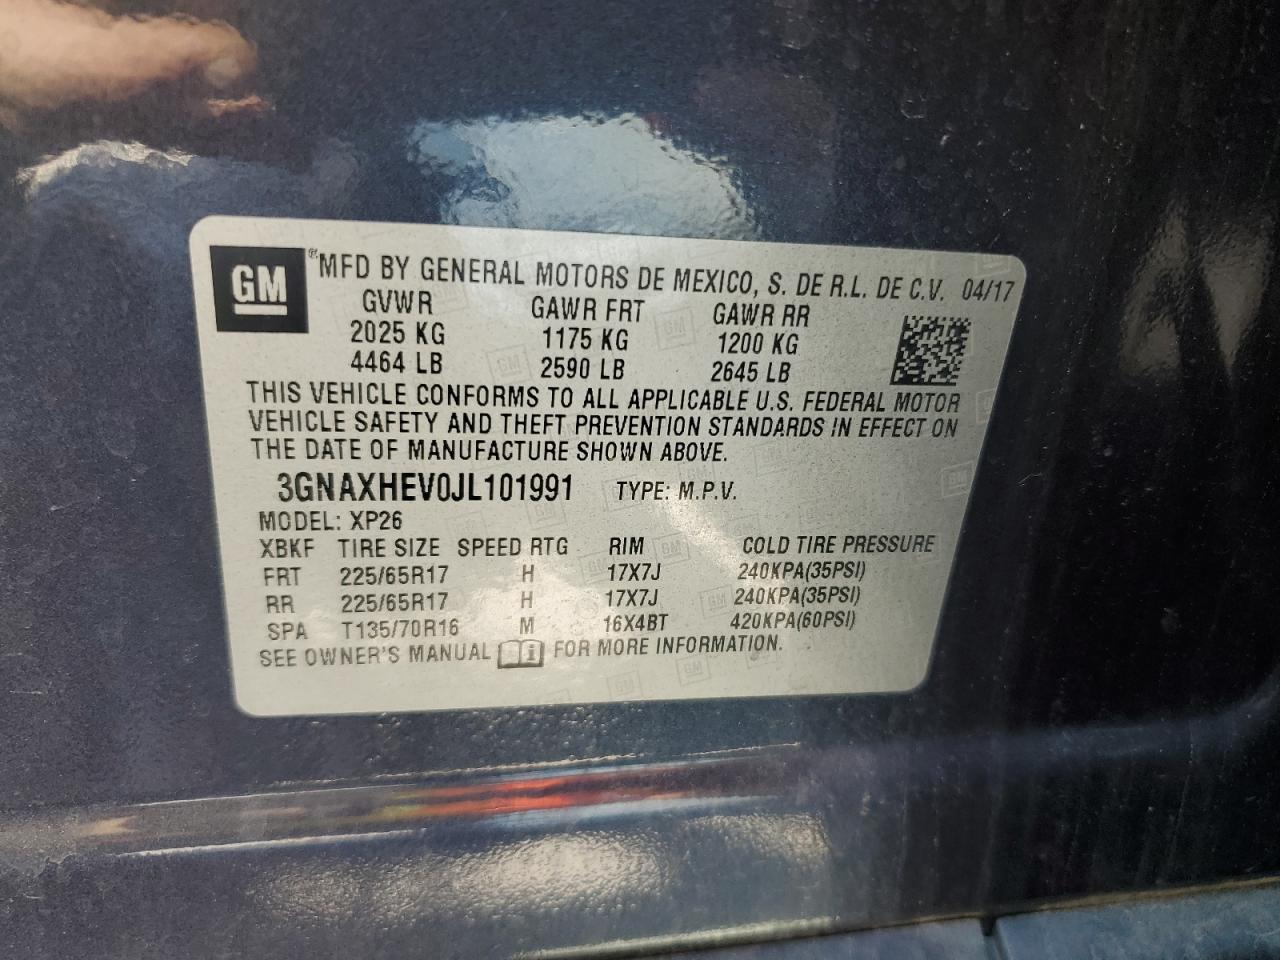 GM ® MFD BY GENERAL MOTORS DE MEXICO, S. DE R.L. DE C.V. 04/17
GVWR GAWR FRT GAWR RR
2025 KG 1175 KG 1200 KG
4464 LB 2590 LB 2645 LB
THIS VEHICLE CONFORMS TO ALL APPLICABLE U.S. FEDERAL MOTOR
VEHICLE SAFETY AND THEFT PREVENTION STANDARDS IN EFFECT ON
THE DATE OF MANUFACTURE SHOWN ABOVE.
3GNAXHEV0JL101991 TYPE: M.P.V.
MODEL: XP26
XBKF TIRE SIZE SPEED RTG RIM COLD TIRE PRESSURE
FRT 225/65R17 H 17X7J 240KPA(35PSI)
RR 225/65R17 H 17X7J 240KPA(35PSI)
SPA T135/70R16 M 16X4BT 420KPA(60PSI)
SEE OWNER'S MANUAL i FOR MORE INFORMATION.